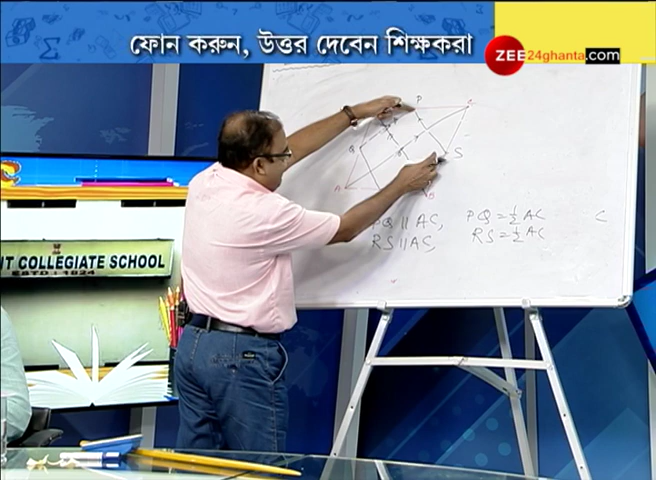 ফোন করুন, উত্তর দেবেন শিক্ষকরা
ZEE24ghanta.com
P
Q
S
A
PQ || AC, PQ = ½ AC C
RS || AC, RS = ½ AC
NT COLLEGIATE SCHOOL
ESTD : 1824